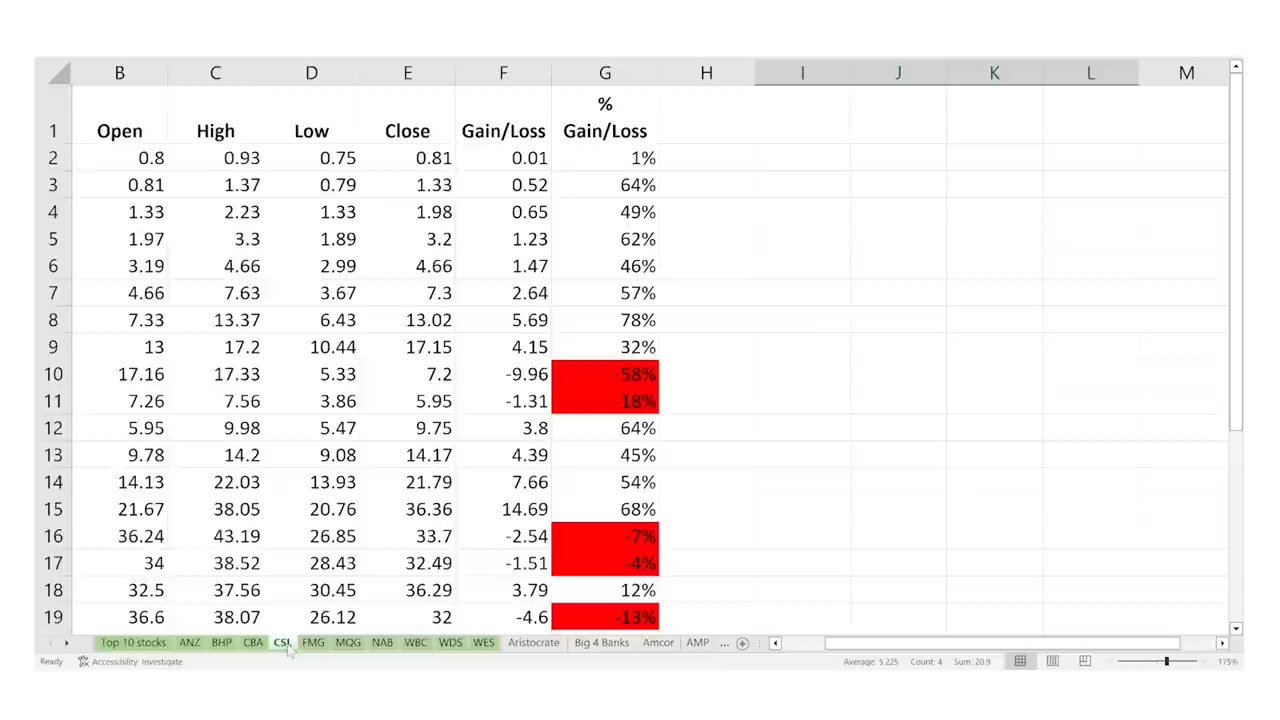 B C D E F G H I J K L M
%
1 Open High Low Close Gain/Loss Gain/Loss
2 0.8 0.93 0.75 0.81 0.01 1%
3 0.81 1.37 0.79 1.33 0.52 64%
4 1.33 2.23 1.33 1.98 0.65 49%
5 1.97 3.3 1.89 3.2 1.23 62%
6 3.19 4.66 2.99 4.66 1.47 46%
7 4.66 7.63 3.67 7.3 2.64 57%
8 7.33 13.37 6.43 13.02 5.69 78%
9 13 17.2 10.44 17.15 4.15 32%
10 17.16 17.33 5.33 7.2 -9.96 -58%
11 7.26 7.56 3.86 5.95 -1.31 18%
12 5.95 9.98 5.47 9.75 3.8 64%
13 9.78 14.2 9.08 14.17 4.39 45%
14 14.13 22.03 13.93 21.79 7.66 54%
15 21.67 38.05 20.76 36.36 14.69 68%
16 36.24 43.19 26.85 33.7 -2.54 -7%
17 34 38.52 28.43 32.49 -1.51 -4%
18 32.5 37.56 30.45 36.29 3.79 12%
19 36.6 38.07 26.12 32 -4.6 -13%
Top 10 stocks ANZ BHP CBA CSL FMG MQG NAB WBC WDS WES Aristocrate Big 4 Banks Amcor AMP ...
Ready Accessibility: Investigate Average: 5.225 Count: 4 Sum: 20.9 175%